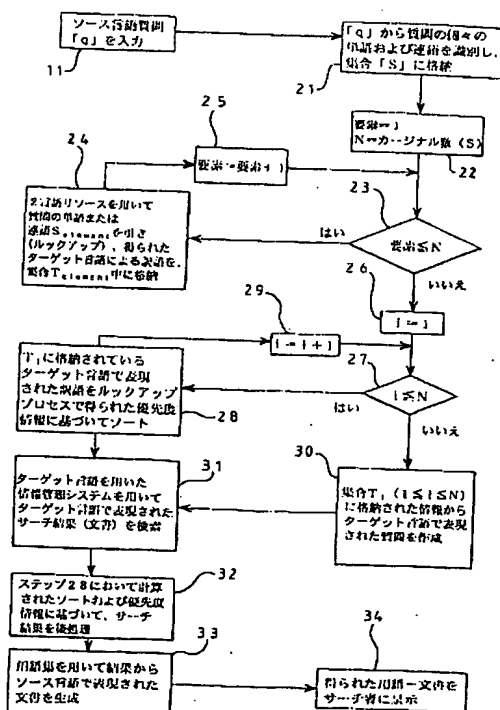 ソース言語質問
「q」を入力
11
「q」から質問の個々の
単語および連語を識別し、
集合「S」に格納
21
要素=1
N=カージナル数(S)
22
25
要素=要素+1
24
2言語リソースを用いて
質問の単語または
連語S element を引き
(ルックアップ)、得られた
ターゲット言語による訳語を、
集合T element 中に格納
23
要素≦N
はい
いいえ
26
i=1
29
i=i+1
27
i≦N
はい
いいえ
T iに格納されている
ターゲット言語で表現
された訳語をルックアップ
プロセスで得られた優先度
情報に基づいてソート
28
30
集合T i (1≦i≦N)
に格納された情報から
ターゲット言語で表現
された質問を作成
31
ターゲット言語を用いた
情報管理システムを用いて
ターゲット言語で表現された
サーチ結果(文書)を検索
32
ステップ28において計算
されたソートおよび優先度
情報に基づいて、サーチ
結果を後処理
33
用語集を用いて結果から
ソース言語で表現された
文書を生成
34
得られた用語-文書を
サーチ者に呈示